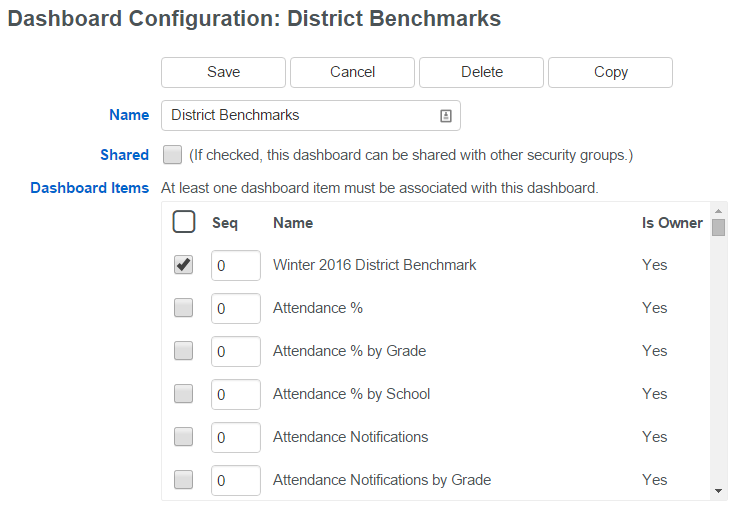 Dashboard Configuration: District Benchmarks
Save Cancel Delete Copy
Name District Benchmarks
Shared (If checked, this dashboard can be shared with other security groups.)
Dashboard Items At least one dashboard item must be associated with this dashboard.
Seq Name Is Owner
0 Winter 2016 District Benchmark Yes
0 Attendance % Yes
0 Attendance % by Grade Yes
0 Attendance % by School Yes
0 Attendance Notifications Yes
0 Attendance Notifications by Grade Yes